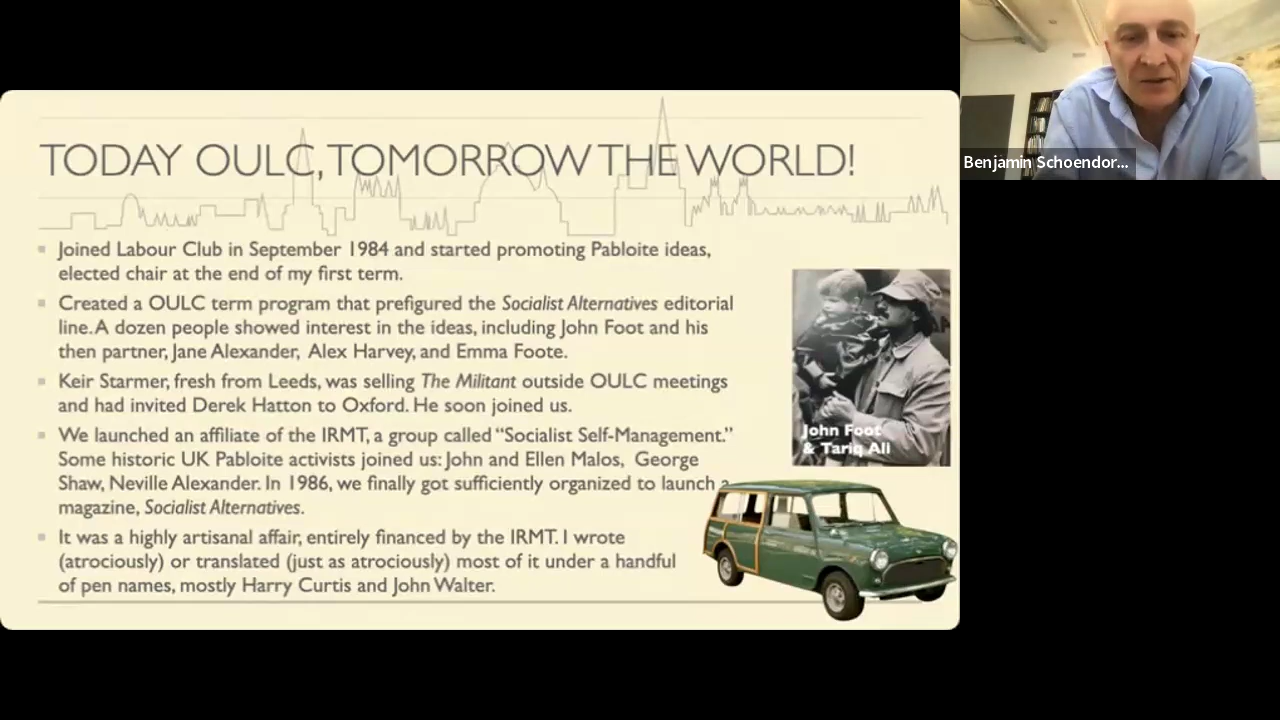 TODAY OULC, TOMORROW THE WORLD!
Joined Labour Club in September 1984 and started promoting Pabloite ideas,
elected chair at the end of my first term.
Created a OULC term program that prefigured the Socialist Alternatives editorial
line. A dozen people showed interest in the ideas, including John Foot and his
then partner, Jane Alexander, Alex Harvey, and Emma Foote.
Keir Starmer, fresh from Leeds, was selling The Militant outside OULC meetings
and had invited Derek Hatton to Oxford. He soon joined us.
We launched an affiliate of the IRMT, a group called “Socialist Self-Management.”
Some historic UK Pabloite activists joined us: John and Ellen Malos, George
Shaw, Neville Alexander. In 1986, we finally got sufficiently organized to launch a
magazine, Socialist Alternatives.
It was a highly artisanal affair, entirely financed by the IRMT. I wrote
(atrociously) or translated (just as atrociously) most of it under a handful
of pen names, mostly Harry Curtis and John Walter.
John Foot
& Tariq Ali
Benjamin Schoendor...